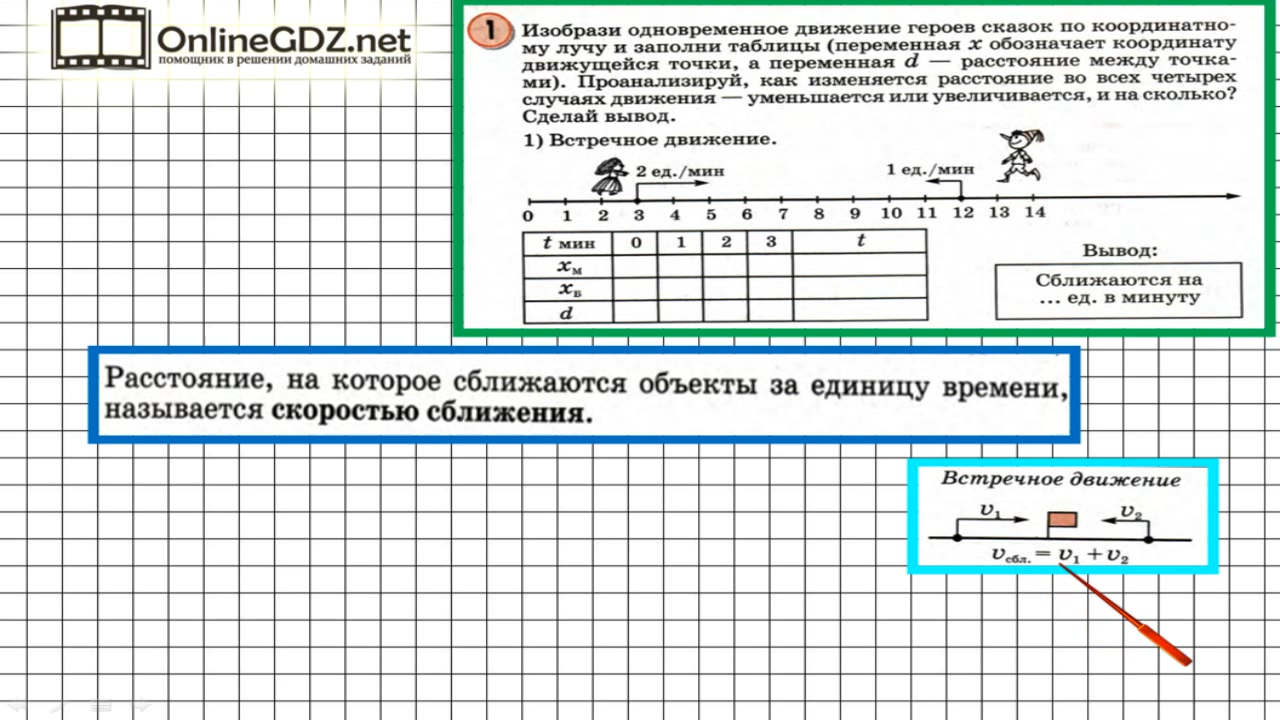 OnlineGDZ.net
помощник в решении домашних заданий
1 Изобрази одновременное движение героев сказок по координатно-
му лучу и заполни таблицы (переменная x обозначает координату
движущейся точки, а переменная d — расстояние между точка-
ми). Проанализируй, как изменяется расстояние во всех четырех
случаях движения — уменьшается или увеличивается, и на сколько?
Сделай вывод.
1) Встречное движение.
2 ед./мин 1 ед./мин
0 1 2 3 4 5 6 7 8 9 10 11 12 13 14
t мин 0 1 2 3 t
xм
xБ
d
Вывод:
Сближаются на
... ед. в минуту
Расстояние, на которое сближаются объекты за единицу времени,
называется скоростью сближения.
Встречное движение
v₁ v₂
vсбл. = v₁ + v₂